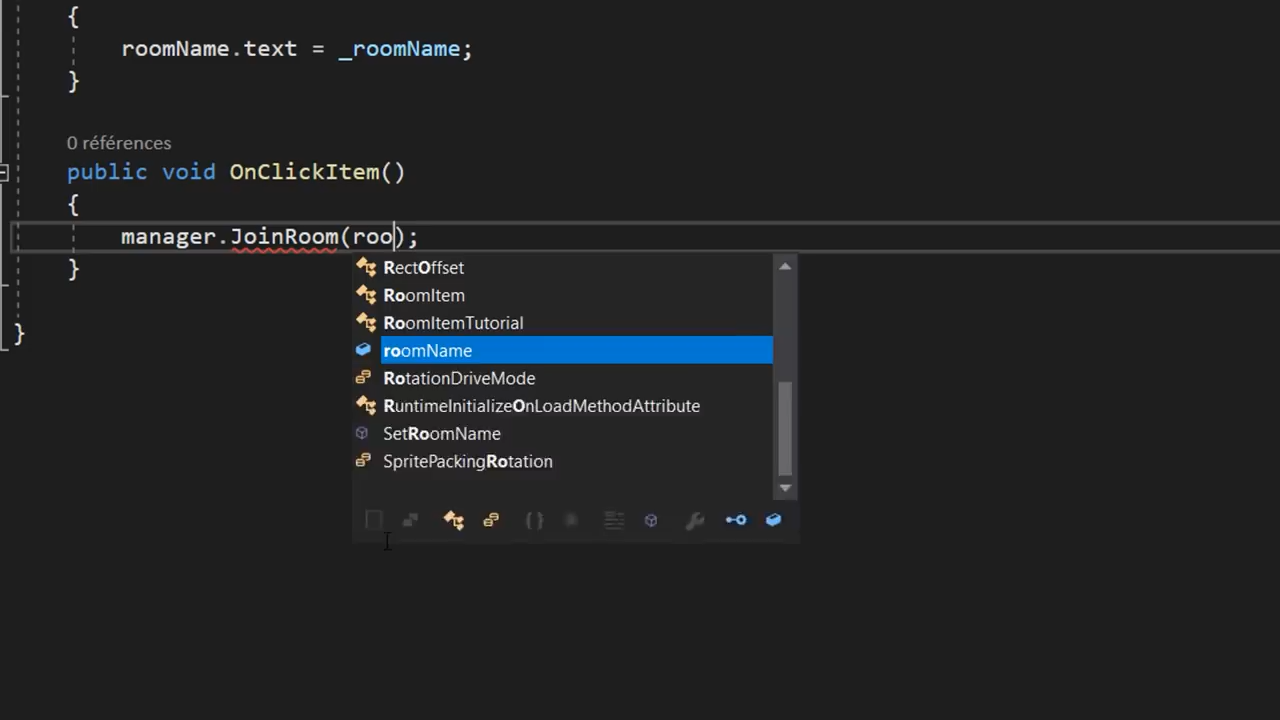 {
roomName.text = _roomName;
}
0 références
public void OnClickItem()
{
manager.JoinRoom(roo);
}
}
RectOffset
RoomItem
RoomItemTutorial
roomName
RotationDriveMode
RuntimeInitializeOnLoadMethodAttribute
SetRoomName
SpritePackingRotation